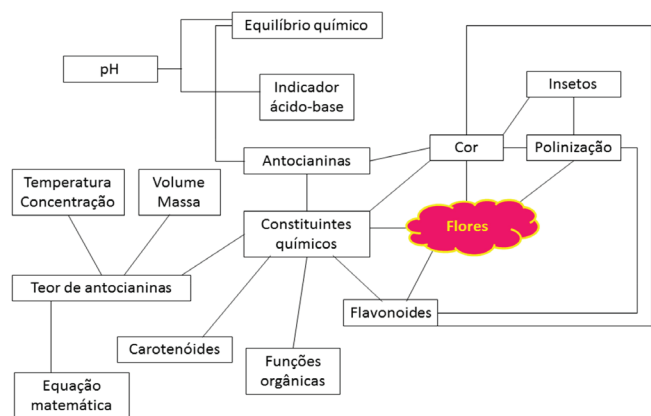 Equilíbrio químico
pH
Indicador
ácido-base
Insetos
Antocianinas
Cor
Polinização
Temperatura
Concentração
Volume
Massa
Constituintes
químicos
Flores
Teor de antocianinas
Flavonoides
Carotenóides
Funções
orgânicas
Equação
matemática